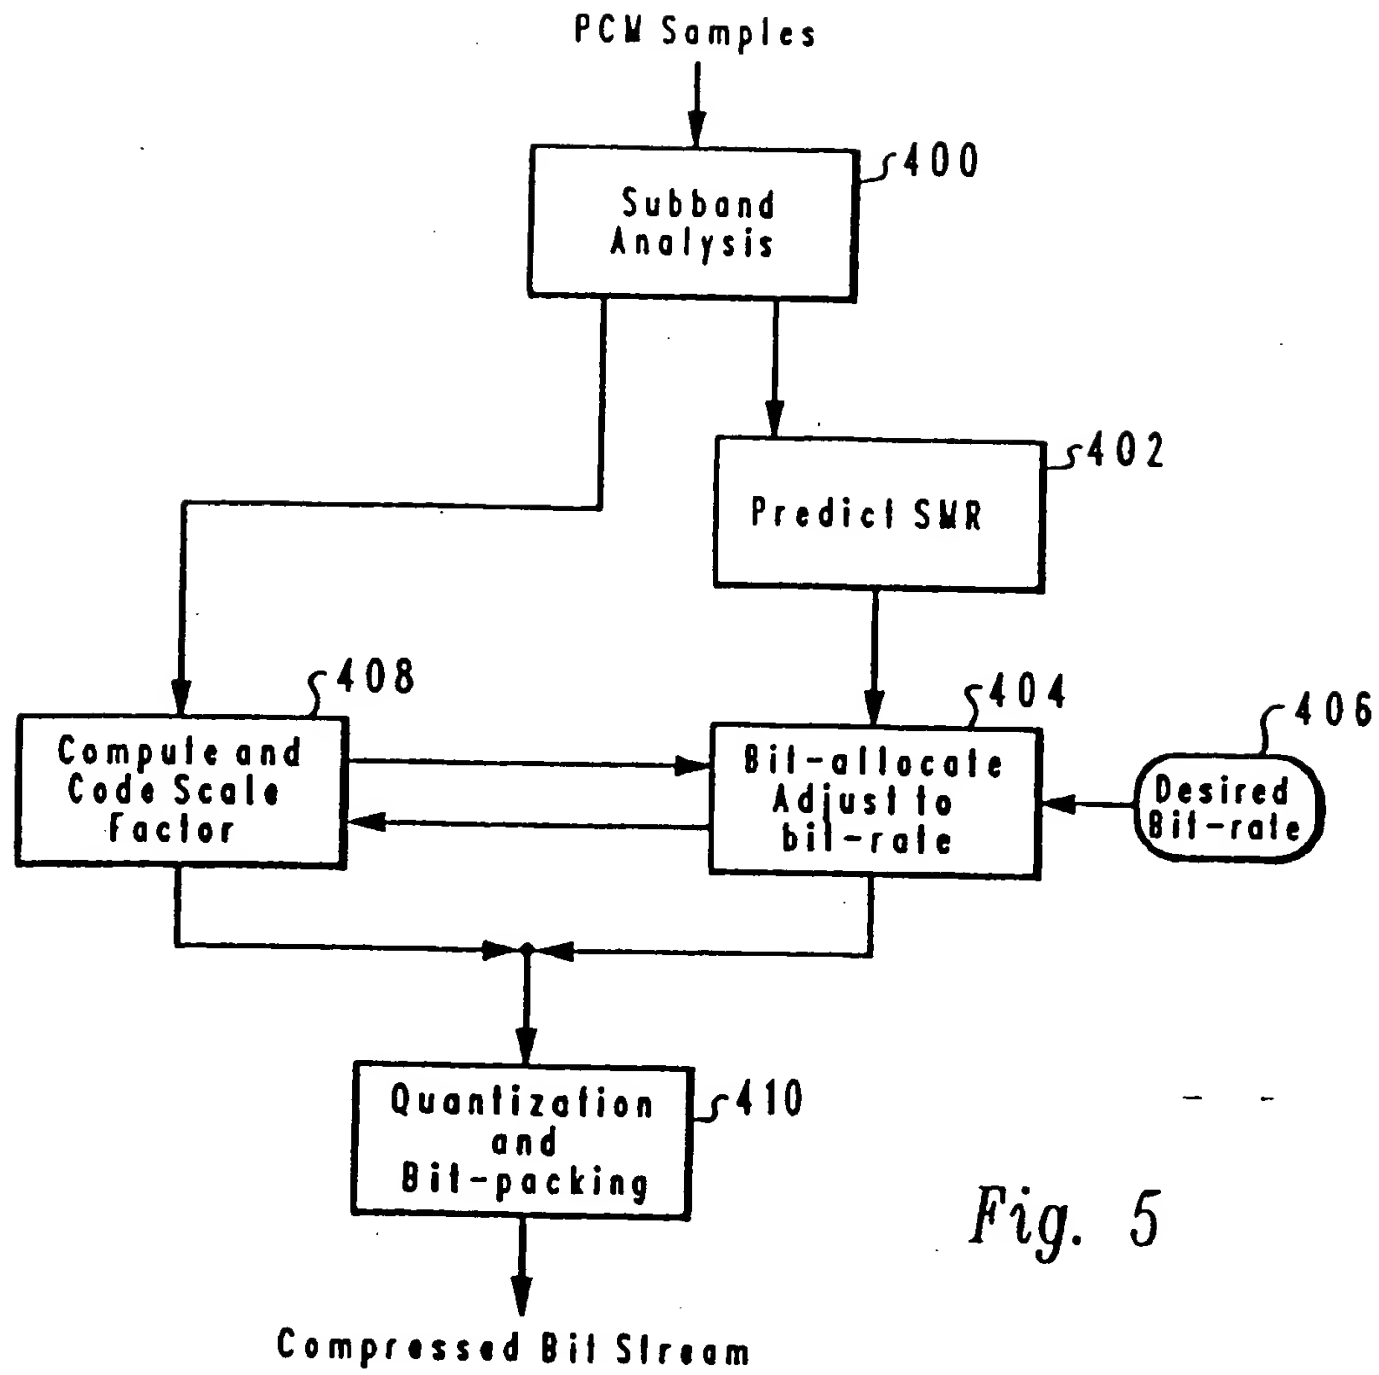 PCM Samples
400
Subband
Analysis
402
Predict SMR
408
404
406
Compute and
Code Scale
Factor
Bit-allocate
Adjust to
bit-rate
Desired
Bit-rate
410
Quantization
and
Bit-packing
Fig. 5
Compressed Bit Stream